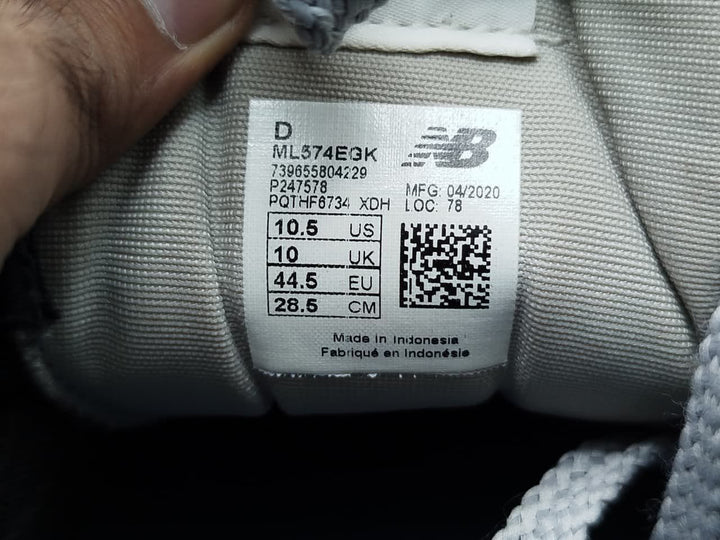 D
ML574EGK
NB
739655804229
P247578
MFG: 04/2020
PQTHF6734 XDH
LOC: 78
10.5 US
10 UK
44.5 EU
28.5 CM
Made in Indonesia
Fabriqué en Indonésie